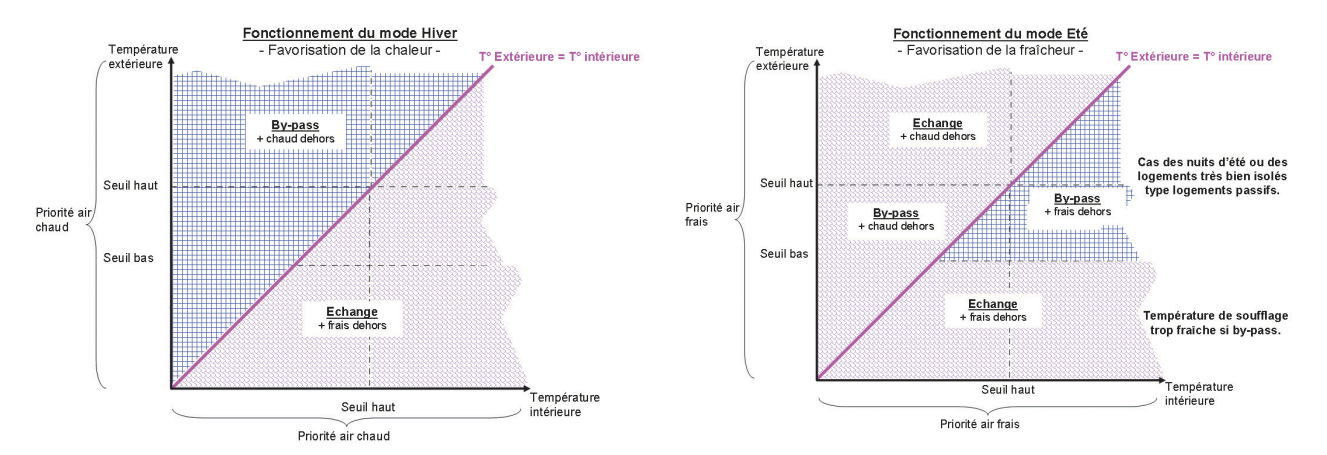 Fonctionnement du mode Hiver
- Favorisation de la chaleur -
Température
extérieure
T° Extérieure = T° intérieure
By-pass
+ chaud dehors
Seuil haut
Priorité air
chaud
Seuil bas
Echange
+ frais dehors
Température
intérieure
Seuil haut
Priorité air chaud
Fonctionnement du mode Eté
- Favorisation de la fraîcheur -
Température
extérieure
T° Extérieure = T° intérieure
Echange
+ chaud dehors
Cas des nuits d'été ou des
logements très bien isolés
type logements passifs.
Seuil haut
Priorité air
frais
By-pass
+ chaud dehors
By-pass
+ frais dehors
Seuil bas
Echange
+ frais dehors
Température de soufflage
trop fraîche si by-pass.
Seuil haut
Température
intérieure
Priorité air frais